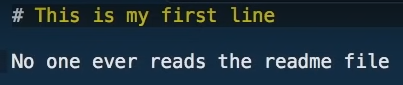 # This is my first line
No one ever reads the readme file